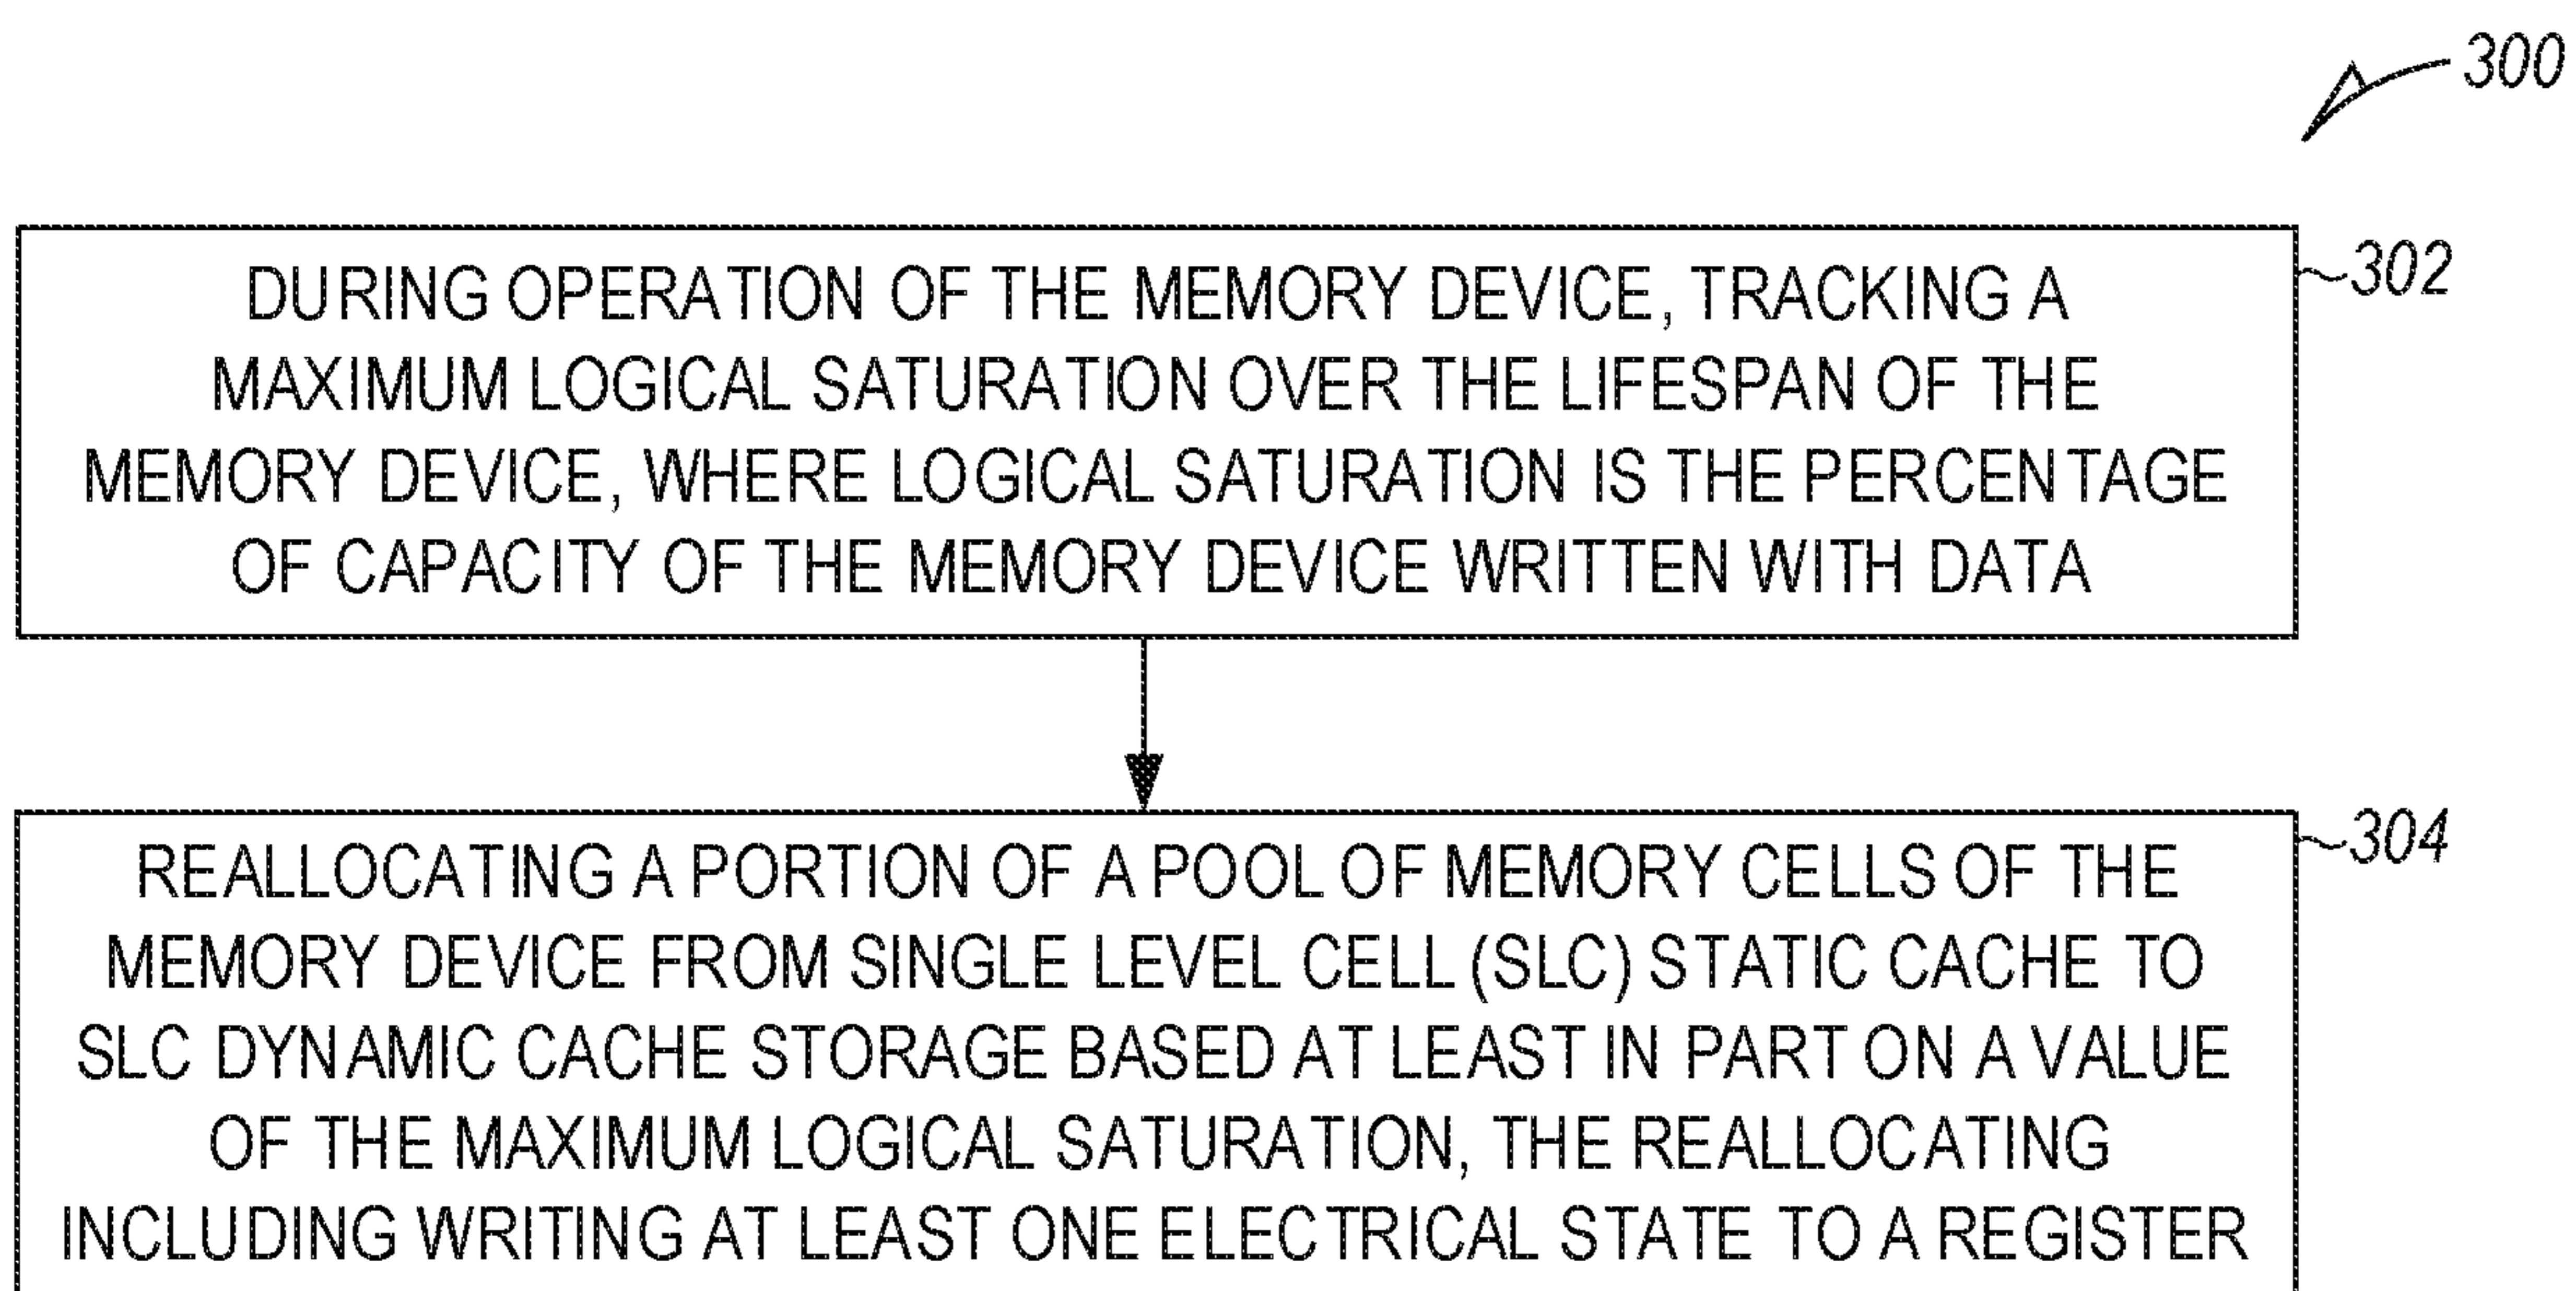 300
302
DURING OPERATION OF THE MEMORY DEVICE, TRACKING A
MAXIMUM LOGICAL SATURATION OVER THE LIFESPAN OF THE
MEMORY DEVICE, WHERE LOGICAL SATURATION IS THE PERCENTAGE
OF CAPACITY OF THE MEMORY DEVICE WRITTEN WITH DATA
304
REALLOCATING A PORTION OF A POOL OF MEMORY CELLS OF THE
MEMORY DEVICE FROM SINGLE LEVEL CELL (SLC) STATIC CACHE TO
SLC DYNAMIC CACHE STORAGE BASED AT LEAST IN PART ON A VALUE
OF THE MAXIMUM LOGICAL SATURATION, THE REALLOCATING
INCLUDING WRITING AT LEAST ONE ELECTRICAL STATE TO A REGISTER